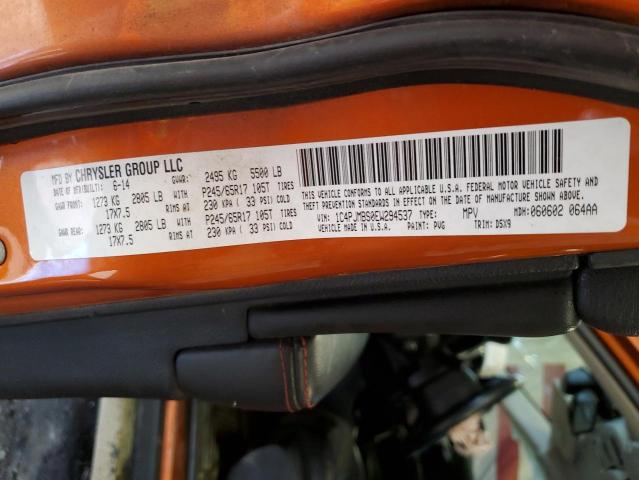 MFD BY CHRYSLER GROUP LLC
DATE OF MFR(BUILT): 6-14 GVWR: 2495 KG 5500 LB
GAWR FRONT: 1273 KG 2805 LB P245/65R17 105T TIRES
17X7.5 RIMS AT 230 KPA ( 33 PSI) COLD
GAWR REAR: 1273 KG 2805 LB P245/65R17 105T TIRES
17X7.5 RIMS AT 230 KPA ( 33 PSI) COLD
THIS VEHICLE CONFORMS TO ALL APPLICABLE U.S.A. FEDERAL MOTOR VEHICLE SAFETY,
BUMPER, AND THEFT PREVENTION STANDARDS IN EFFECT ON THE DATE OF MANUFACTURE SHOWN ABOVE.
VIN: 1C4PJMBS0EW294537 TYPE: MPV MDH: 060602 064AA
VEHICLE MADE IN U.S.A. PAINT: PVG TRIM: DSX9